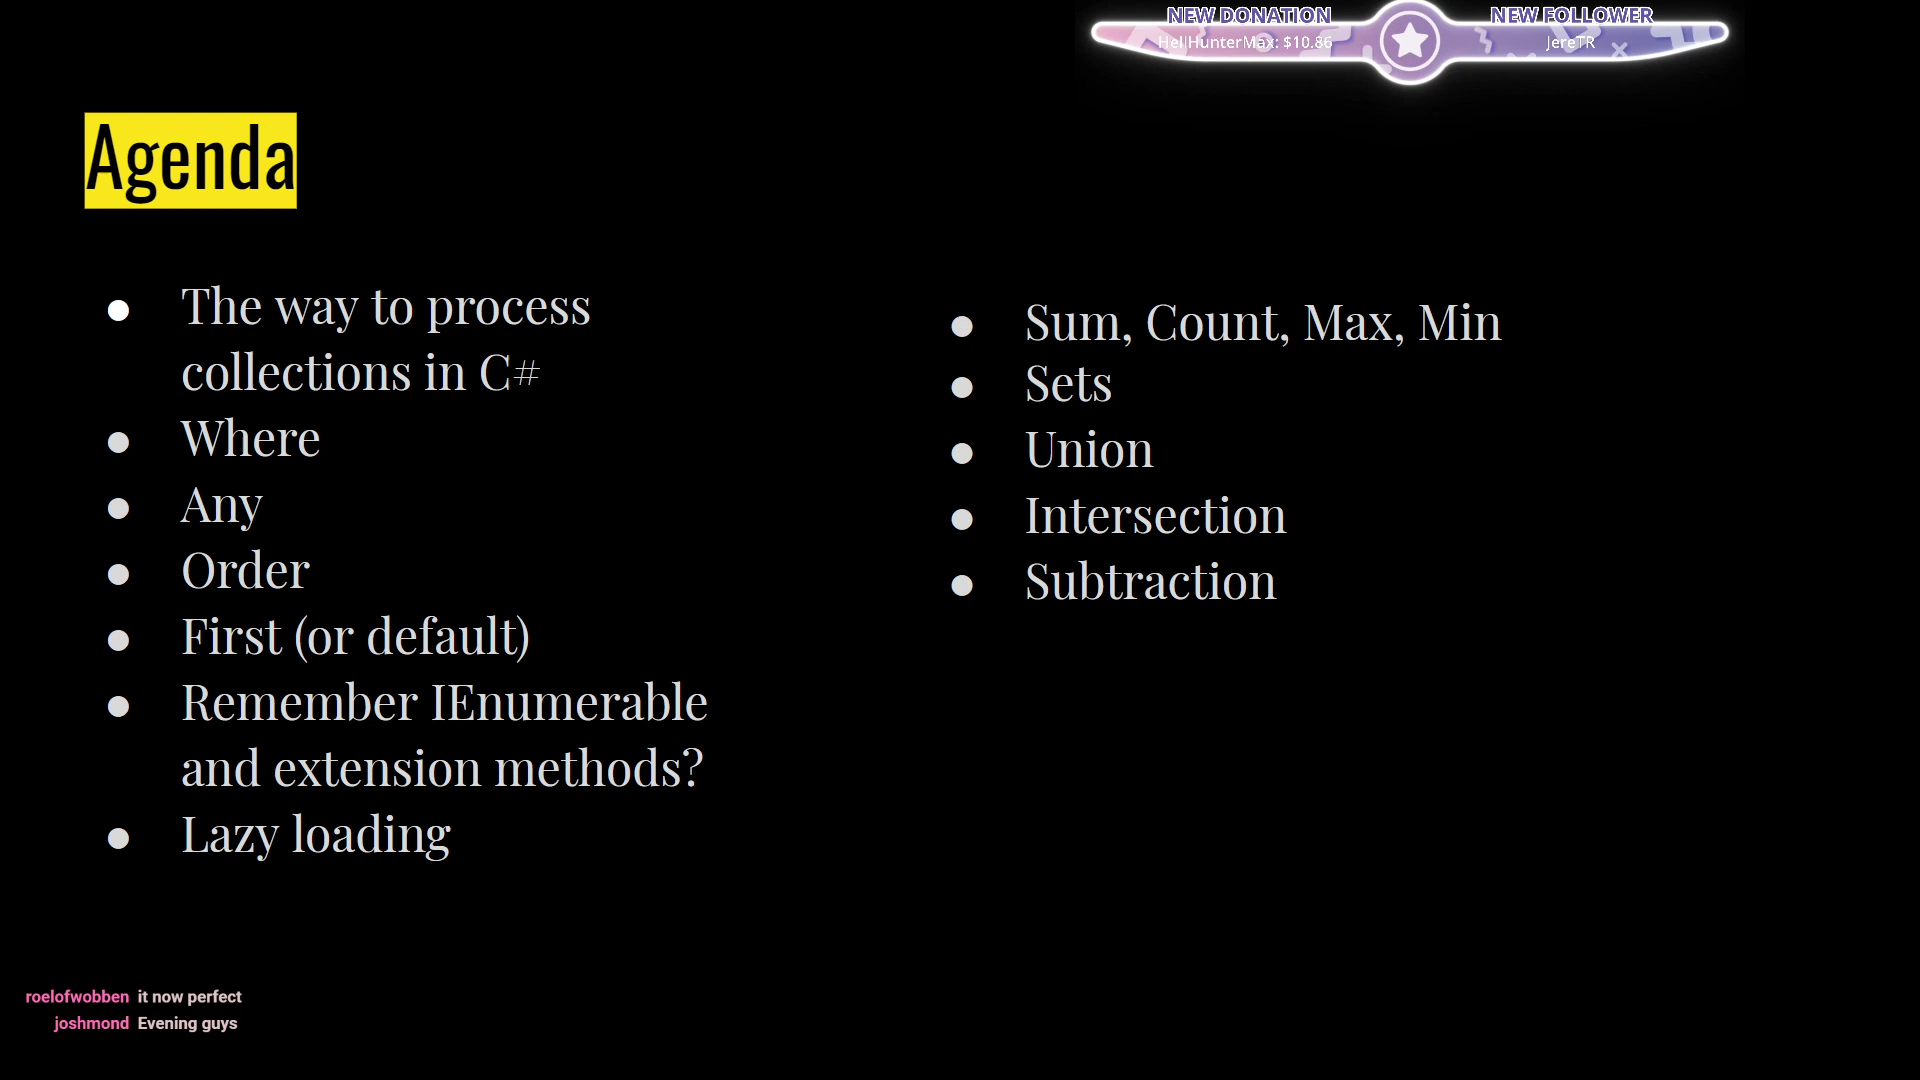 NEW DONATION
HellHunterMax: $10.86
NEW FOLLOWER
JereTR
Agenda
● The way to process
collections in C#
● Where
● Any
● Order
● First (or default)
● Remember IEnumerable
and extension methods?
● Lazy loading
● Sum, Count, Max, Min
● Sets
● Union
● Intersection
● Subtraction
roelofwobben it now perfect
joshmond Evening guys